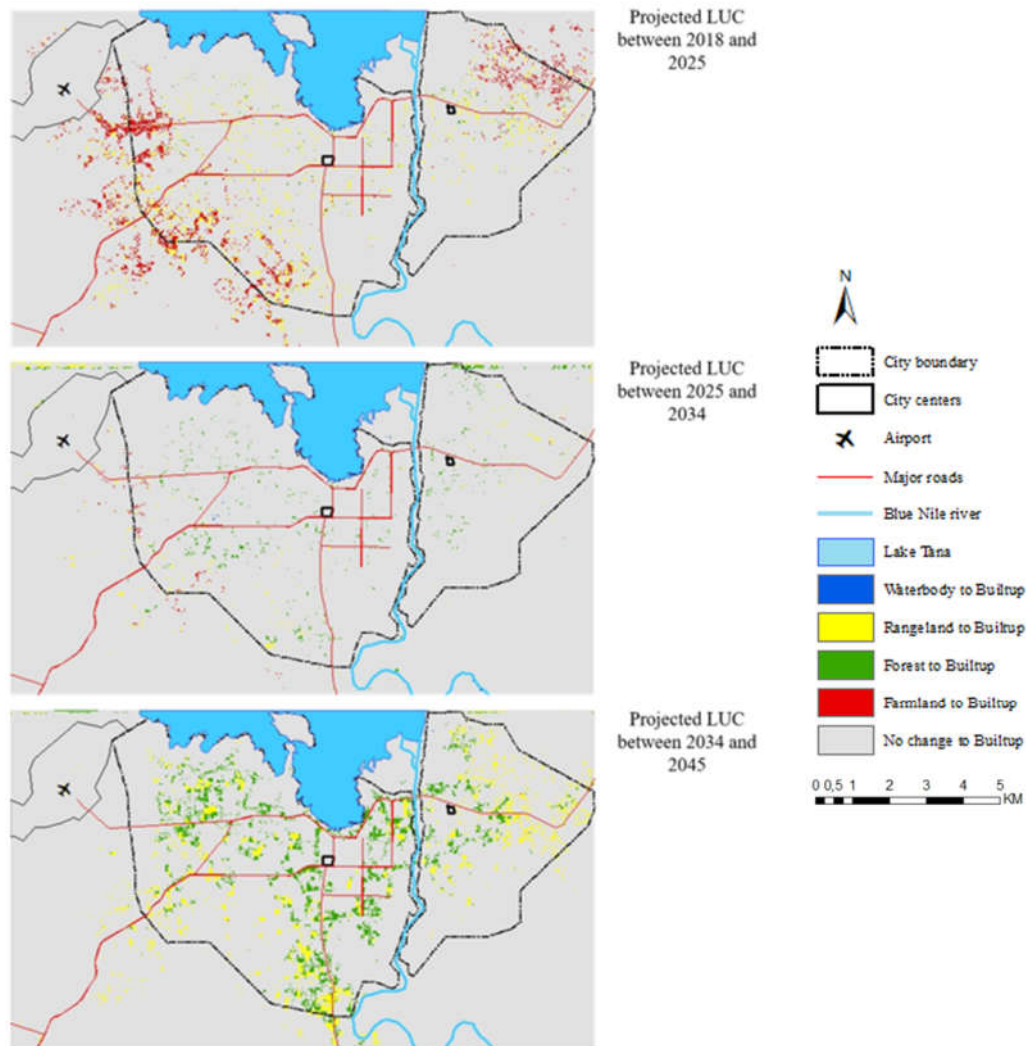 Projected LUC
between 2018 and
2025
N
City boundary
City centers
Projected LUC
between 2025 and
2034
Airport
Major roads
Blue Nile river
Lake Tana
Waterbody to Builtup
Rangeland to Builtup
Forest to Builtup
Farmland to Builtup
Projected LUC
between 2034 and
2045
No change to Builtup
0 0,5 1 2 3 4 5
KM